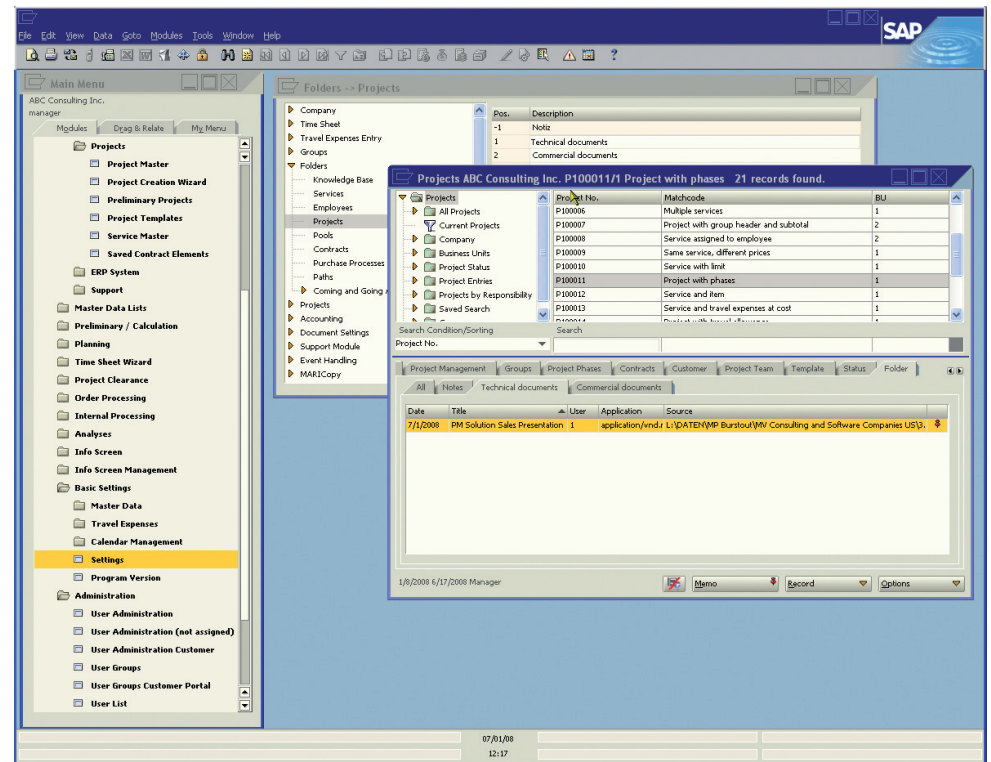 File Edit View Data Goto Modules Tools Window Help
SAP
Main Menu
ABC Consulting Inc.
manager
Modules Drag & Relate My Menu
Projects
Project Master
Project Creation Wizard
Preliminary Projects
Project Templates
Service Master
Saved Contract Elements
ERP System
Support
Master Data Lists
Preliminary / Calculation
Planning
Time Sheet Wizard
Project Clearance
Order Processing
Internal Processing
Analyses
Info Screen
Info Screen Management
Basic Settings
Master Data
Travel Expenses
Calendar Management
Settings
Program Version
Administration
User Administration
User Administration (not assigned)
User Administration Customer
User Groups
User Groups Customer Portal
User List
Folders -> Projects
Company
Time Sheet
Travel Expenses Entry
Groups
Folders
Knowledge Base
Services
Employees
Projects
Pools
Contracts
Purchase Processes
Paths
Coming and Going
Projects
Accounting
Document Settings
Support Module
Event Handling
MARICopy
Pos. Description
-1 Notiz
1 Technical documents
2 Commercial documents
Projects ABC Consulting Inc. P100011/1 Project with phases 21 records found.
Projects
All Projects
Current Projects
Company
Business Units
Project Status
Project Entries
Projects by Responsibility
Saved Search
Project No. Matchcode BU
P100006 Multiple services 1
P100007 Project with group header and subtotal 2
P100008 Service assigned to employee 2
P100009 Same service, different prices 1
P100010 Service with limit 1
P100011 Project with phases 1
P100012 Service and item 1
P100013 Service and travel expenses at cost 1
Search Condition/Sorting Search
Project No.
Project Management Groups Project Phases Contracts Customer Project Team Template Status Folder
All Notes Technical documents Commercial documents
Date Title User Application Source
7/1/2008 PM Solution Sales Presentation 1 application/vnd.r L:\DATEN\MP Burstout\MV Consulting and Software Companies US\3.
1/8/2008 6/17/2008 Manager
Memo Record Options
07/01/08
12:17